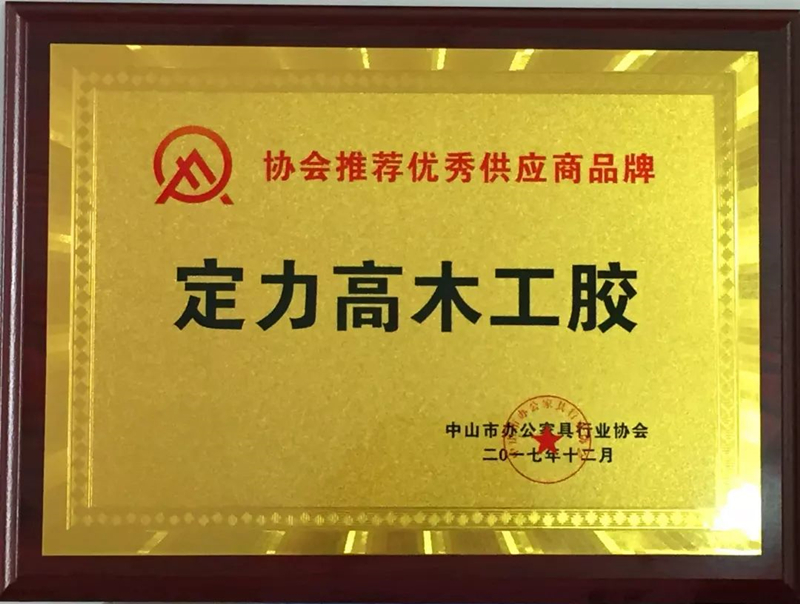 协会推荐优秀供应商品牌
定力高木工胶
中山市办公家具行业协会
二0一七年十二月